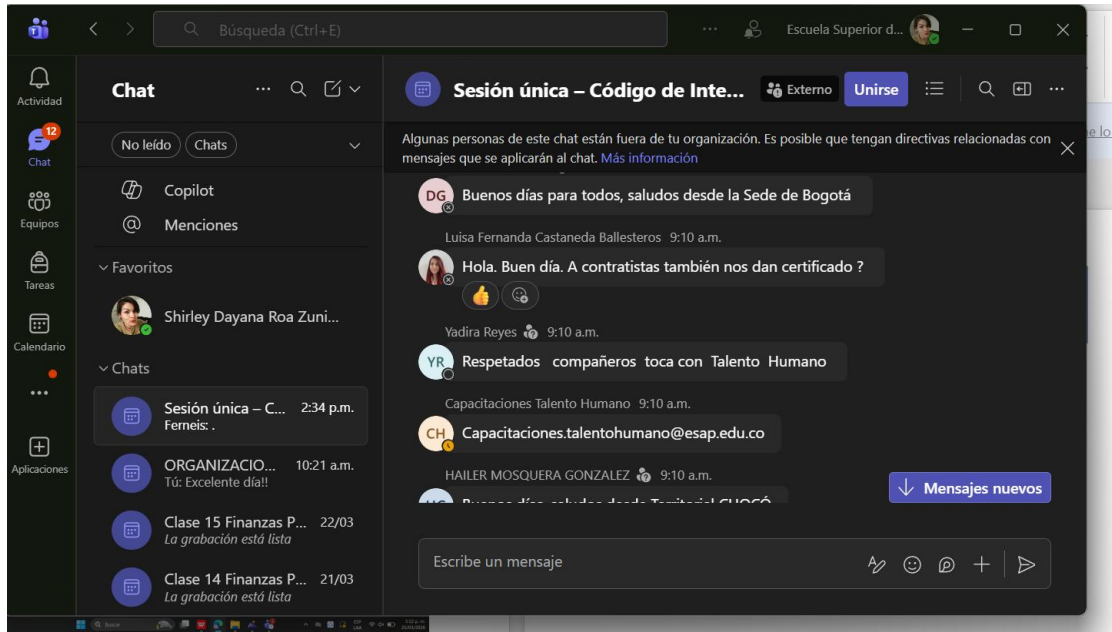 Búsqueda (Ctrl+E)
Escuela Superior d...
Actividad
12
Chat
Equipos
Tareas
Calendario
Aplicaciones
Chat
No leído
Chats
Copilot
Menciones
Favoritos
Shirley Dayana Roa Zuni...
Chats
Sesión única – C... 2:34 p.m.
Ferneis: .
ORGANIZACIO... 10:21 a.m.
Tú: Excelente día!!
Clase 15 Finanzas P... 22/03
La grabación está lista
Clase 14 Finanzas P... 21/03
La grabación está lista
Sesión única – Código de Inte... Externo Unirse
Algunas personas de este chat están fuera de tu organización. Es posible que tengan directivas relacionadas con
mensajes que se aplicarán al chat. Más información
DG Buenos días para todos, saludos desde la Sede de Bogotá
Luisa Fernanda Castaneda Ballesteros 9:10 a.m.
Hola. Buen día. A contratistas también nos dan certificado ?
Yadira Reyes 9:10 a.m.
YR Respetados compañeros toca con Talento Humano
Capacitaciones Talento Humano 9:10 a.m.
CH Capacitaciones.talentohumano@esap.edu.co
HAILER MOSQUERA GONZALEZ 9:10 a.m.
Buenos días, saludos desde Territorial CHOCÓ
Mensajes nuevos
Escribe un mensaje